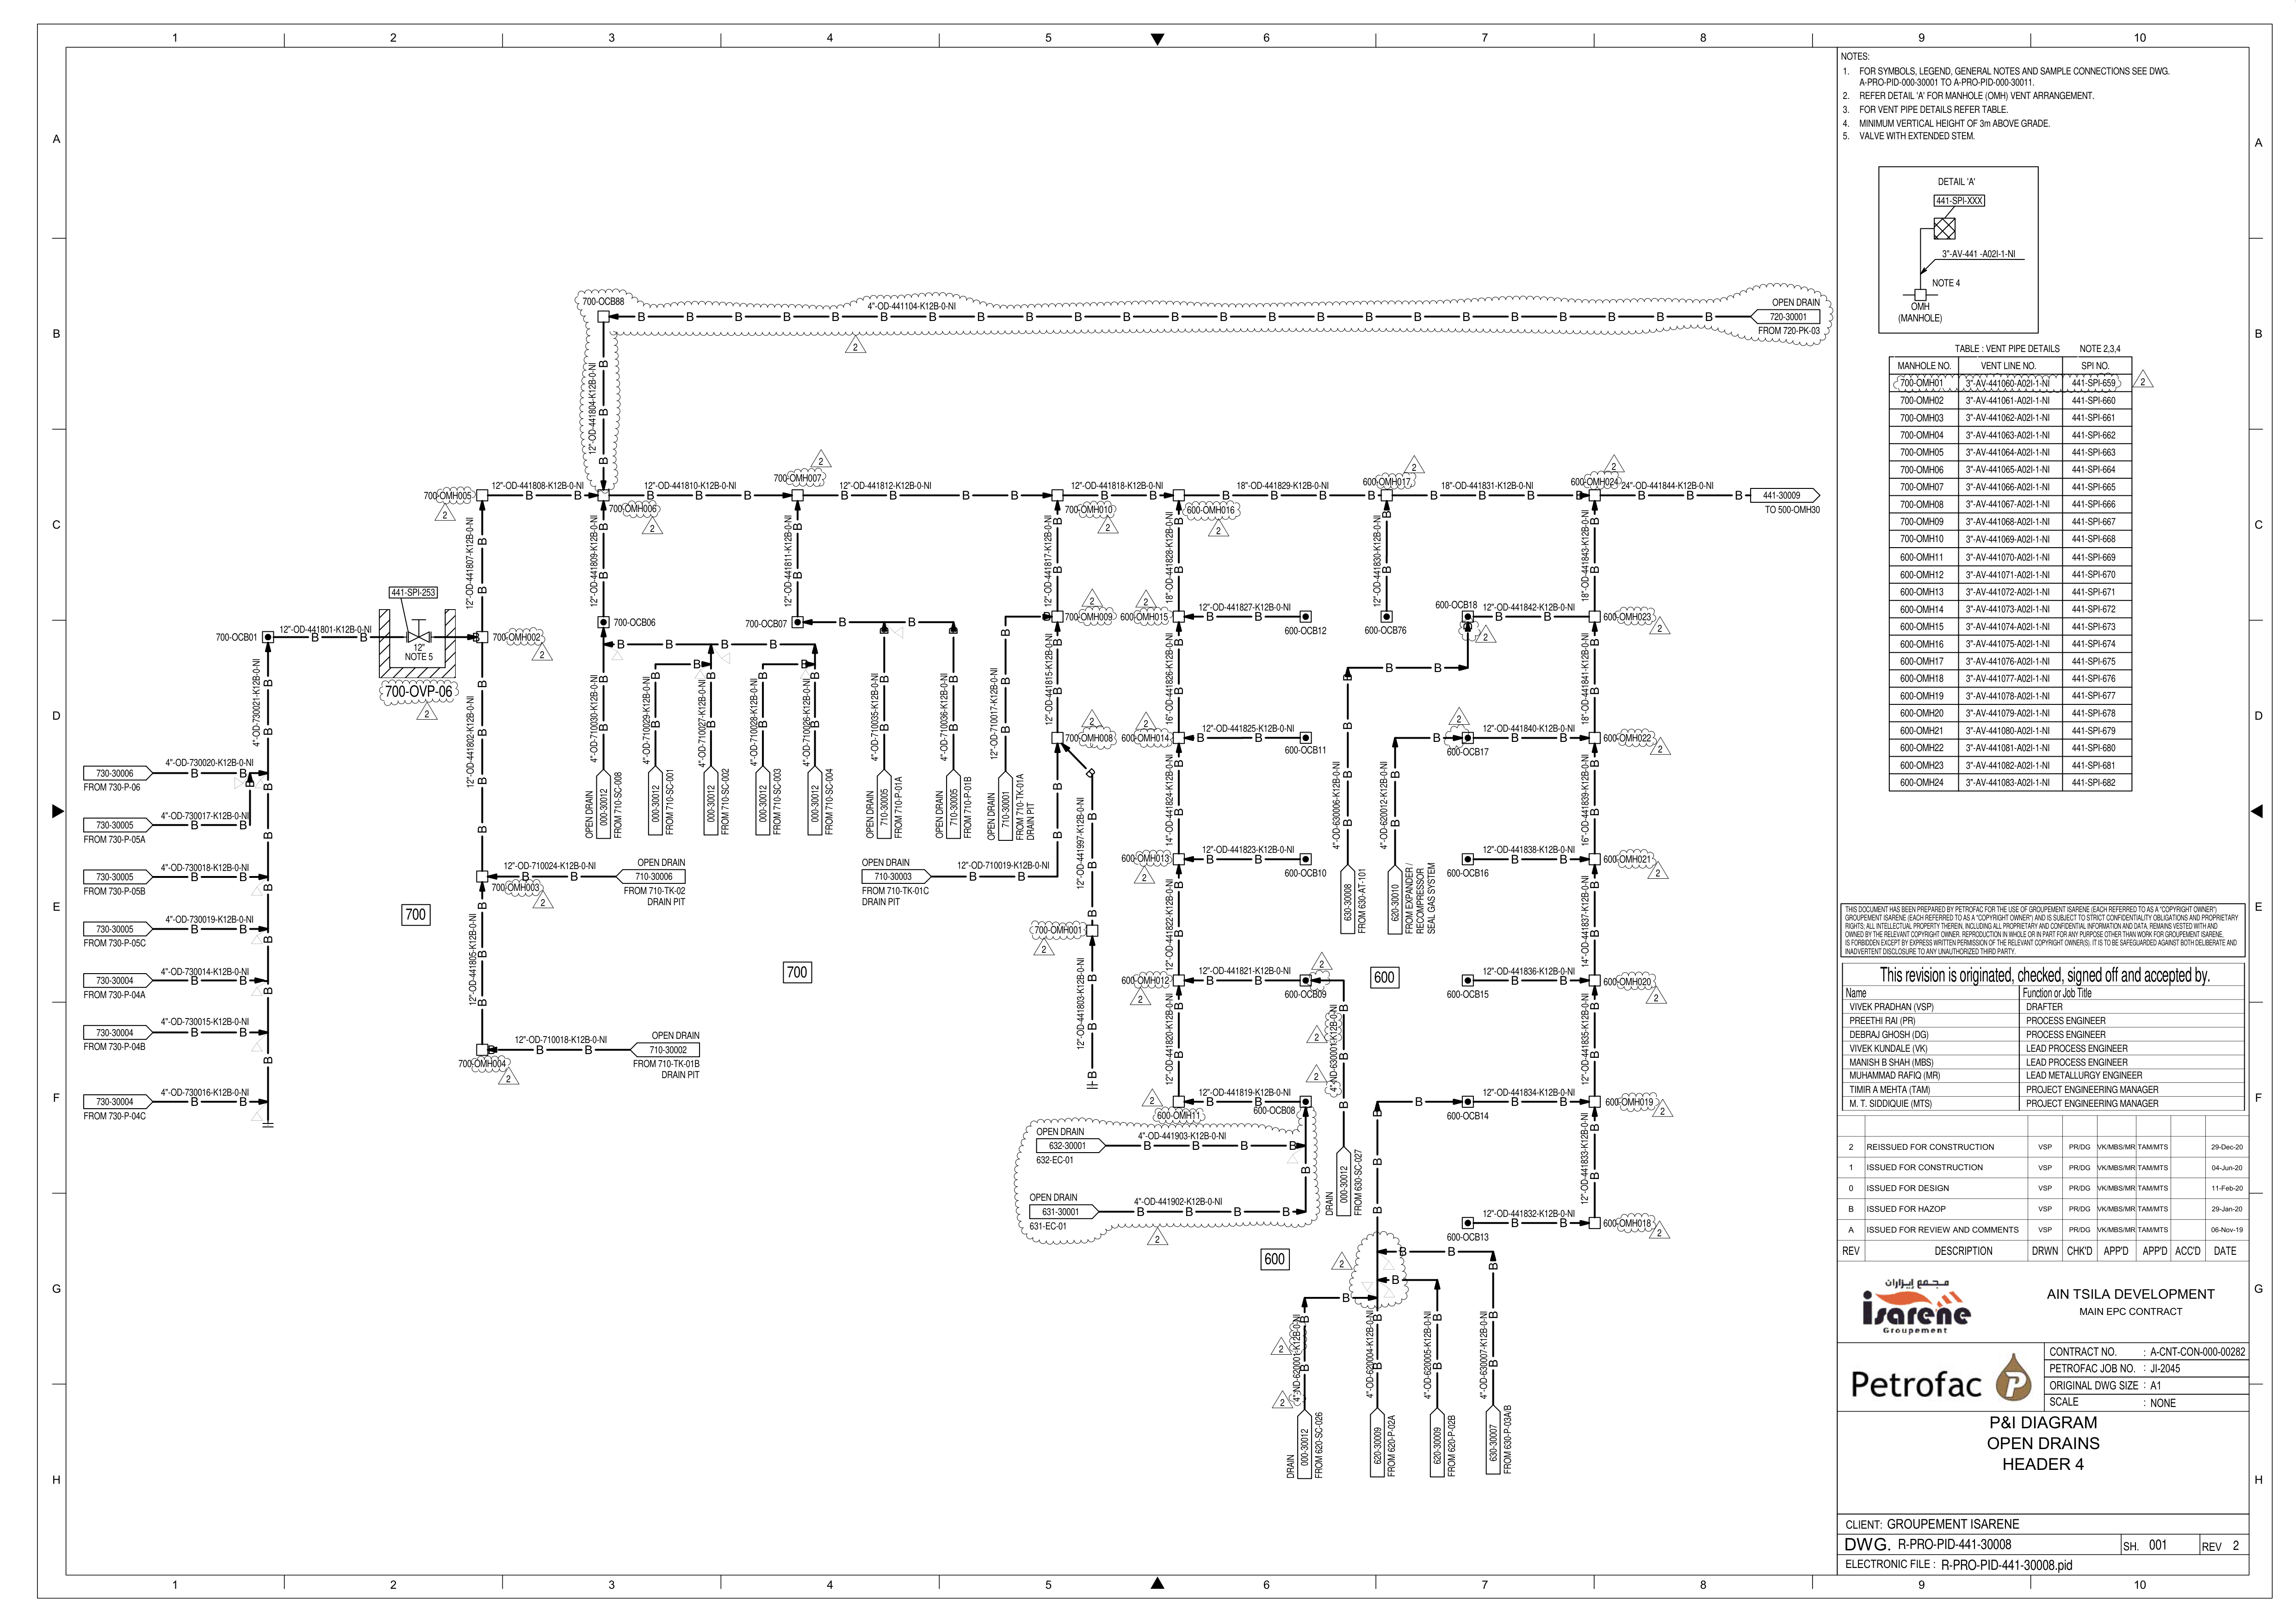 1 2 3 4 5 6 7 8 9 10
A
B
C
D
E
F
G
H
700-OCB88
4"-OD-441104-K12B-0-NI
OPEN DRAIN
720-30001
FROM 720-PK-03
2
12"-OD-441804-K12B-0-NI
700-OMH005
2
12"-OD-441808-K12B-0-NI
700-OMH006
2
12"-OD-441810-K12B-0-NI
700-OMH007
2
12"-OD-441812-K12B-0-NI
700-OMH010
2
12"-OD-441818-K12B-0-NI
600-OMH016
2
18"-OD-441829-K12B-0-NI
600-OMH017
2
18"-OD-441831-K12B-0-NI
600-OMH024
2
24"-OD-441844-K12B-0-NI
441-30009
TO 500-OMH30
12"-OD-441807-K12B-0-NI
12"-OD-441809-K12B-0-NI
12"-OD-441811-K12B-0-NI
12"-OD-441817-K12B-0-NI
18"-OD-441828-K12B-0-NI
12"-OD-441830-K12B-0-NI
18"-OD-441843-K12B-0-NI
441-SPI-253
12"
NOTE 5
700-OVP-06
2
700-OCB01
12"-OD-441801-K12B-0-NI
700-OMH002
2
700-OCB06
700-OCB07
700-OMH009
2
600-OMH015
2
12"-OD-441827-K12B-0-NI
600-OCB12
600-OCB76
600-OCB18
2
12"-OD-441842-K12B-0-NI
600-OMH023
2
4"-OD-730021-K12B-0-NI
12"-OD-441802-K12B-0-NI
4"-OD-710030-K12B-0-NI
4"-OD-710029-K12B-0-NI
4"-OD-710027-K12B-0-NI
4"-OD-710028-K12B-0-NI
4"-OD-710026-K12B-0-NI
4"-OD-710035-K12B-0-NI
4"-OD-710036-K12B-0-NI
12"-OD-710017-K12B-0-NI
12"-OD-441815-K12B-0-NI
16"-OD-441826-K12B-0-NI
18"-OD-441841-K12B-0-NI
700-OMH008
2
600-OMH014
2
12"-OD-441825-K12B-0-NI
600-OCB11
2
600-OCB17
12"-OD-441840-K12B-0-NI
600-OMH022
2
OPEN DRAIN
000-30012
FROM 710-SC-008
000-30012
FROM 710-SC-001
000-30012
FROM 710-SC-002
000-30012
FROM 710-SC-003
000-30012
FROM 710-SC-004
OPEN DRAIN
710-30005
FROM 710-P-01A
OPEN DRAIN
710-30005
FROM 710-P-01B
OPEN DRAIN
710-30001
FROM 710-TK-01A
DRAIN PIT
730-30006
FROM 730-P-06
4"-OD-730020-K12B-0-NI
730-30005
FROM 730-P-05A
4"-OD-730017-K12B-0-NI
730-30005
FROM 730-P-05B
4"-OD-730018-K12B-0-NI
730-30005
FROM 730-P-05C
4"-OD-730019-K12B-0-NI
730-30004
FROM 730-P-04A
4"-OD-730014-K12B-0-NI
730-30004
FROM 730-P-04B
4"-OD-730015-K12B-0-NI
730-30004
FROM 730-P-04C
4"-OD-730016-K12B-0-NI
12"-OD-710024-K12B-0-NI
OPEN DRAIN
710-30006
FROM 710-TK-02
DRAIN PIT
700-OMH003
2
700
12"-OD-441805-K12B-0-NI
12"-OD-710018-K12B-0-NI
OPEN DRAIN
710-30002
FROM 710-TK-01B
DRAIN PIT
700-OMH004
2
OPEN DRAIN
710-30003
FROM 710-TK-01C
DRAIN PIT
12"-OD-710019-K12B-0-NI
700
12"-OD-441997-K12B-0-NI
700-OMH001
2
12"-OD-441803-K12B-0-NI
14"-OD-441824-K12B-0-NI
600-OMH013
2
12"-OD-441823-K12B-0-NI
600-OCB10
12"-OD-441822-K12B-0-NI
600-OMH012
2
12"-OD-441821-K12B-0-NI
600-OCB09
2
12"-OD-441820-K12B-0-NI
600-OMH11
2
12"-OD-441819-K12B-0-NI
600-OCB08
4"-OD-630006-K12B-0-NI
630-30008
FROM 630-AT-101
4"-OD-620012-K12B-0-NI
620-30010
FROM EXPANDER /
RECOMPRESSOR
SEAL GAS SYSTEM
600
16"-OD-441839-K12B-0-NI
12"-OD-441838-K12B-0-NI
600-OCB16
600-OMH021
2
14"-OD-441837-K12B-0-NI
12"-OD-441836-K12B-0-NI
600-OCB15
600-OMH020
2
12"-OD-441835-K12B-0-NI
12"-OD-441834-K12B-0-NI
600-OCB14
600-OMH019
2
12"-OD-441833-K12B-0-NI
12"-OD-441832-K12B-0-NI
600-OCB13
600-OMH018
2
4"-ND-630001-K12B-0-NI
2
2
DRAIN
000-30012
FROM 630-SC-027
OPEN DRAIN
632-30001
632-EC-01
4"-OD-441903-K12B-0-NI
OPEN DRAIN
631-30001
631-EC-01
4"-OD-441902-K12B-0-NI
2
600
2
4"-ND-620001-K12B-0-NI
2
2
4"-OD-620004-K12B-0-NI
4"-OD-620005-K12B-0-NI
4"-OD-630007-K12B-0-NI
DRAIN
000-30012
FROM 620-SC-026
620-30009
FROM 620-P-02A
620-30009
FROM 620-P-02B
630-30007
FROM 630-P-03A/B
NOTES:
1. FOR SYMBOLS, LEGEND, GENERAL NOTES AND SAMPLE CONNECTIONS SEE DWG.
A-PRO-PID-000-30001 TO A-PRO-PID-000-30011.
2. REFER DETAIL 'A' FOR MANHOLE (OMH) VENT ARRANGEMENT.
3. FOR VENT PIPE DETAILS REFER TABLE.
4. MINIMUM VERTICAL HEIGHT OF 3m ABOVE GRADE.
5. VALVE WITH EXTENDED STEM.
DETAIL 'A'
441-SPI-XXX
3"-AV-441 -A02I-1-NI
NOTE 4
OMH
(MANHOLE)
TABLE : VENT PIPE DETAILS NOTE 2,3,4
MANHOLE NO. VENT LINE NO. SPI NO.
700-OMH01 3"-AV-441060-A02I-1-NI 441-SPI-659 2
700-OMH02 3"-AV-441061-A02I-1-NI 441-SPI-660
700-OMH03 3"-AV-441062-A02I-1-NI 441-SPI-661
700-OMH04 3"-AV-441063-A02I-1-NI 441-SPI-662
700-OMH05 3"-AV-441064-A02I-1-NI 441-SPI-663
700-OMH06 3"-AV-441065-A02I-1-NI 441-SPI-664
700-OMH07 3"-AV-441066-A02I-1-NI 441-SPI-665
700-OMH08 3"-AV-441067-A02I-1-NI 441-SPI-666
700-OMH09 3"-AV-441068-A02I-1-NI 441-SPI-667
700-OMH10 3"-AV-441069-A02I-1-NI 441-SPI-668
600-OMH11 3"-AV-441070-A02I-1-NI 441-SPI-669
600-OMH12 3"-AV-441071-A02I-1-NI 441-SPI-670
600-OMH13 3"-AV-441072-A02I-1-NI 441-SPI-671
600-OMH14 3"-AV-441073-A02I-1-NI 441-SPI-672
600-OMH15 3"-AV-441074-A02I-1-NI 441-SPI-673
600-OMH16 3"-AV-441075-A02I-1-NI 441-SPI-674
600-OMH17 3"-AV-441076-A02I-1-NI 441-SPI-675
600-OMH18 3"-AV-441077-A02I-1-NI 441-SPI-676
600-OMH19 3"-AV-441078-A02I-1-NI 441-SPI-677
600-OMH20 3"-AV-441079-A02I-1-NI 441-SPI-678
600-OMH21 3"-AV-441080-A02I-1-NI 441-SPI-679
600-OMH22 3"-AV-441081-A02I-1-NI 441-SPI-680
600-OMH23 3"-AV-441082-A02I-1-NI 441-SPI-681
600-OMH24 3"-AV-441083-A02I-1-NI 441-SPI-682
THIS DOCUMENT HAS BEEN PREPARED BY PETROFAC FOR THE USE OF GROUPEMENT ISARENE (EACH REFERRED TO AS A "COPYRIGHT OWNER")
GROUPEMENT ISARENE (EACH REFERRED TO AS A "COPYRIGHT OWNER") AND IS SUBJECT TO STRICT CONFIDENTIALITY OBLIGATIONS AND PROPRIETARY
RIGHTS; ALL INTELLECTUAL PROPERTY THEREIN, INCLUDING ALL PROPRIETARY AND CONFIDENTIAL INFORMATION AND DATA, REMAINS VESTED WITH AND
OWNED BY THE RELEVANT COPYRIGHT OWNER. REPRODUCTION IN WHOLE OR IN PART FOR ANY PURPOSE OTHER THAN WORK FOR GROUPEMENT ISARENE,
IS FORBIDDEN EXCEPT BY EXPRESS WRITTEN PERMISSION OF THE RELEVANT COPYRIGHT OWNER(S). IT IS TO BE SAFEGUARDED AGAINST BOTH DELIBERATE AND
INADVERTENT DISCLOSURE TO ANY UNAUTHORIZED THIRD PARTY.
This revision is originated, checked, signed off and accepted by.
Name Function or Job Title
VIVEK PRADHAN (VSP) DRAFTER
PREETHI RAI (PR) PROCESS ENGINEER
DEBRAJ GHOSH (DG) PROCESS ENGINEER
VIVEK KUNDALE (VK) LEAD PROCESS ENGINEER
MANISH B SHAH (MBS) LEAD PROCESS ENGINEER
MUHAMMAD RAFIQ (MR) LEAD METALLURGY ENGINEER
TIMIR A MEHTA (TAM) PROJECT ENGINEERING MANAGER
M. T. SIDDIQUIE (MTS) PROJECT ENGINEERING MANAGER
2 REISSUED FOR CONSTRUCTION VSP PR/DG VK/MBS/MR TAM/MTS 29-Dec-20
1 ISSUED FOR CONSTRUCTION VSP PR/DG VK/MBS/MR TAM/MTS 04-Jun-20
0 ISSUED FOR DESIGN VSP PR/DG VK/MBS/MR TAM/MTS 11-Feb-20
B ISSUED FOR HAZOP VSP PR/DG VK/MBS/MR TAM/MTS 29-Jan-20
A ISSUED FOR REVIEW AND COMMENTS VSP PR/DG VK/MBS/MR TAM/MTS 06-Nov-19
REV DESCRIPTION DRWN CHK'D APP'D APP'D ACC'D DATE
مجمع إيزاران
isarene
Groupement
AIN TSILA DEVELOPMENT
MAIN EPC CONTRACT
Petrofac
CONTRACT NO. : A-CNT-CON-000-00282
PETROFAC JOB NO. : JI-2045
ORIGINAL DWG SIZE : A1
SCALE : NONE
P&I DIAGRAM
OPEN DRAINS
HEADER 4
CLIENT: GROUPEMENT ISARENE
DWG. R-PRO-PID-441-30008 SH. 001 REV 2
ELECTRONIC FILE : R-PRO-PID-441-30008.pid
1 2 3 4 5 6 7 8 9 10